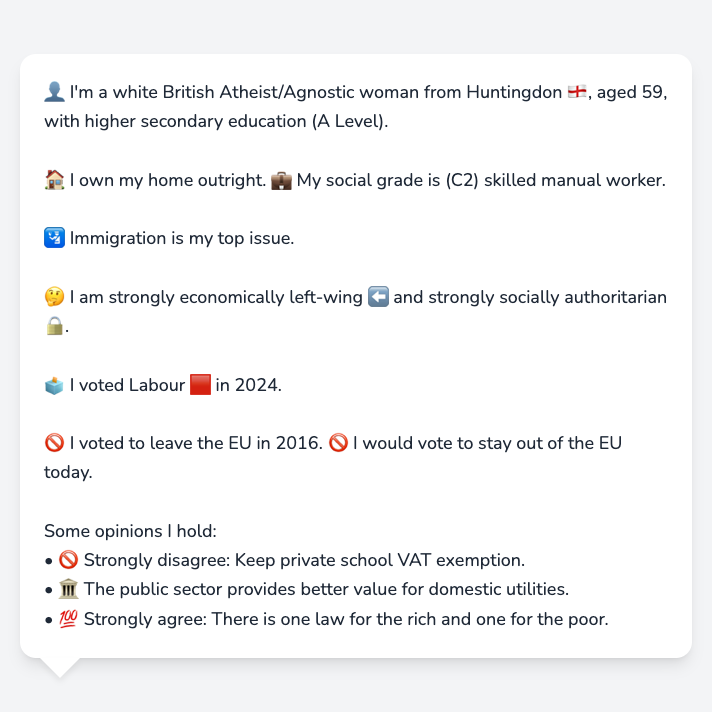 👤 I'm a white British Atheist/Agnostic woman from Huntingdon 🏴󠁧󠁢󠁥󠁮󠁧󠁿, aged 59,
with higher secondary education (A Level).
🏠 I own my home outright. 💼 My social grade is (C2) skilled manual worker.
🛂 Immigration is my top issue.
🤔 I am strongly economically left-wing ⬅️ and strongly socially authoritarian
🔒.
🗳️ I voted Labour 🟥 in 2024.
🚫 I voted to leave the EU in 2016. 🚫 I would vote to stay out of the EU
today.
Some opinions I hold:
• 🚫 Strongly disagree: Keep private school VAT exemption.
• 🏛️ The public sector provides better value for domestic utilities.
• 💯 Strongly agree: There is one law for the rich and one for the poor.